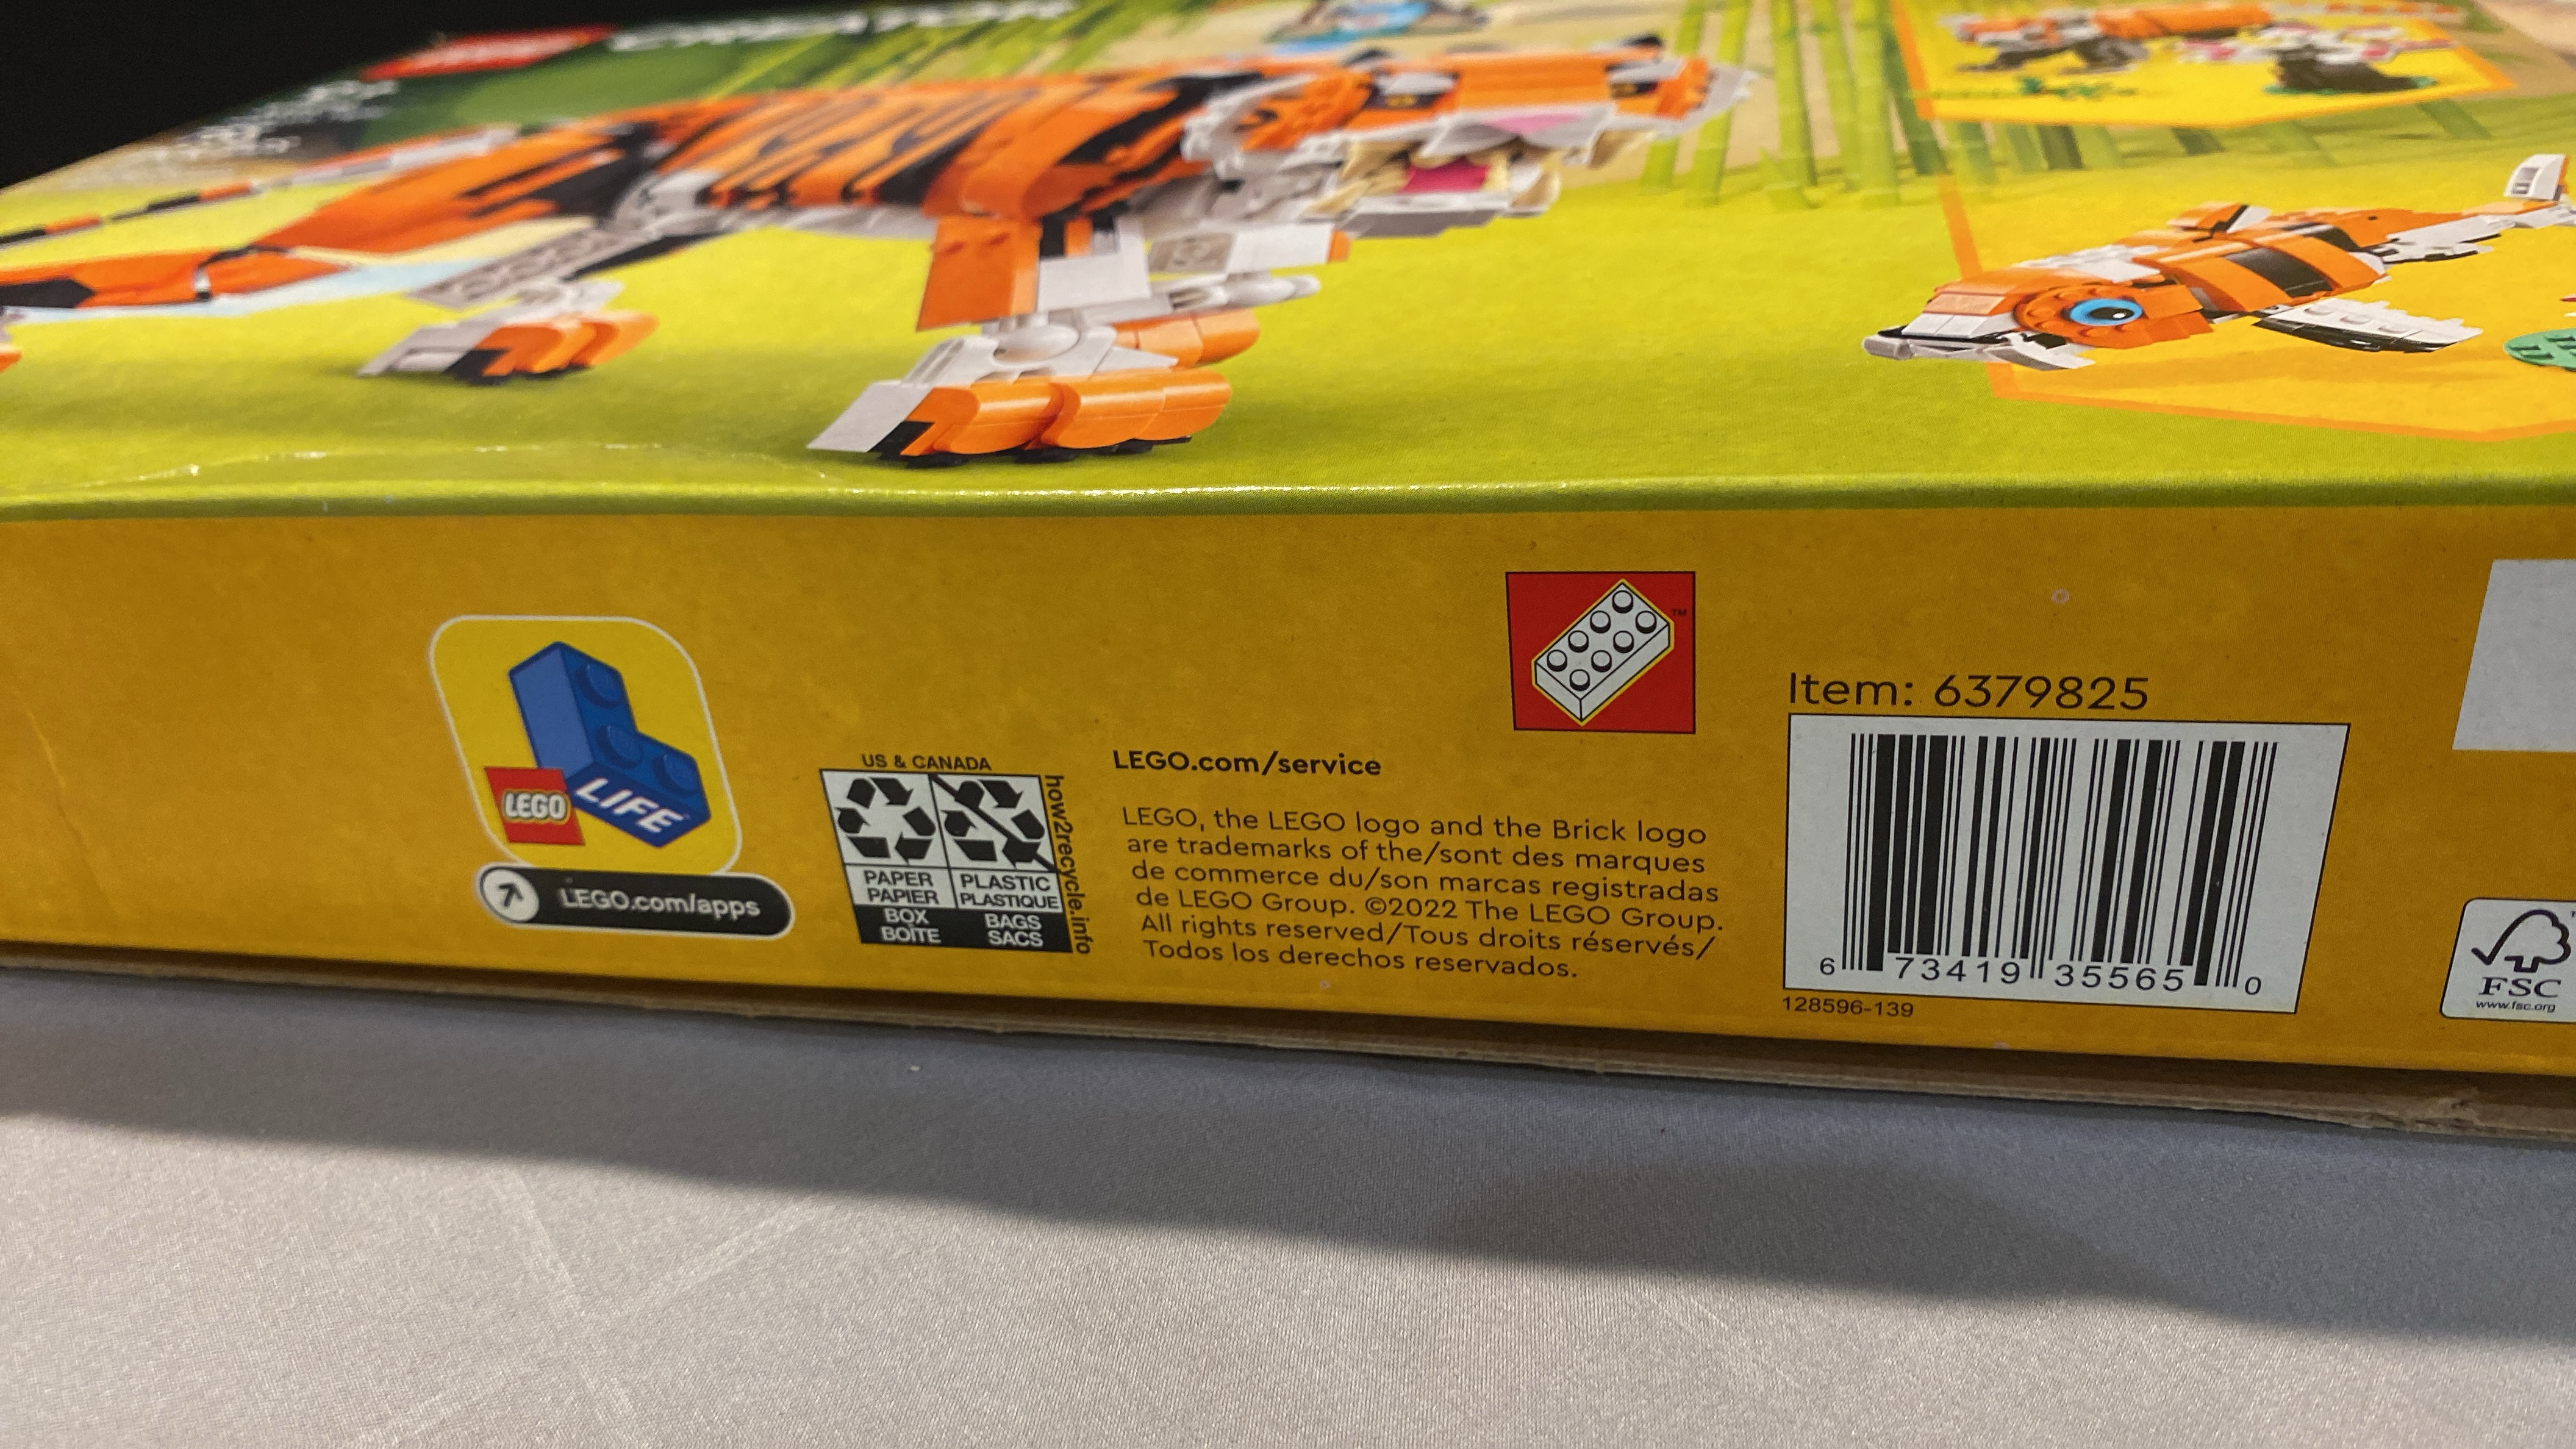 LEGO
LIFE
LEGO.com/apps
US & CANADA
PAPER
PAPIER
BOX
BOÎTE
PLASTIC
PLASTIQUE
BAGS
SACS
how2recycle.info
LEGO.com/service
LEGO, the LEGO logo and the Brick logo
are trademarks of the/sont des marques
de commerce du/son marcas registradas
de LEGO Group. ©2022 The LEGO Group.
All rights reserved/Tous droits réservés/
Todos los derechos reservados.
TM
Item: 6379825
6 73419 35565 0
128596-139
FSC
www.fsc.org